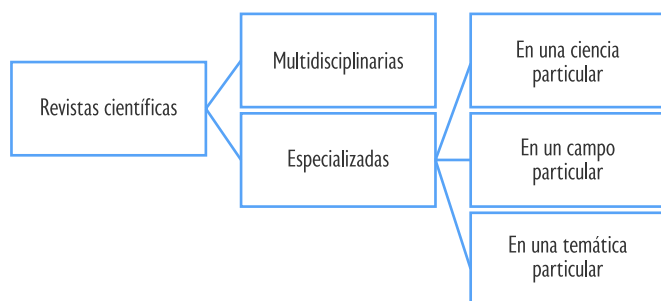 Revistas científicas
Multidisciplinarias
Especializadas
En una ciencia
particular
En un campo
particular
En una temática
particular